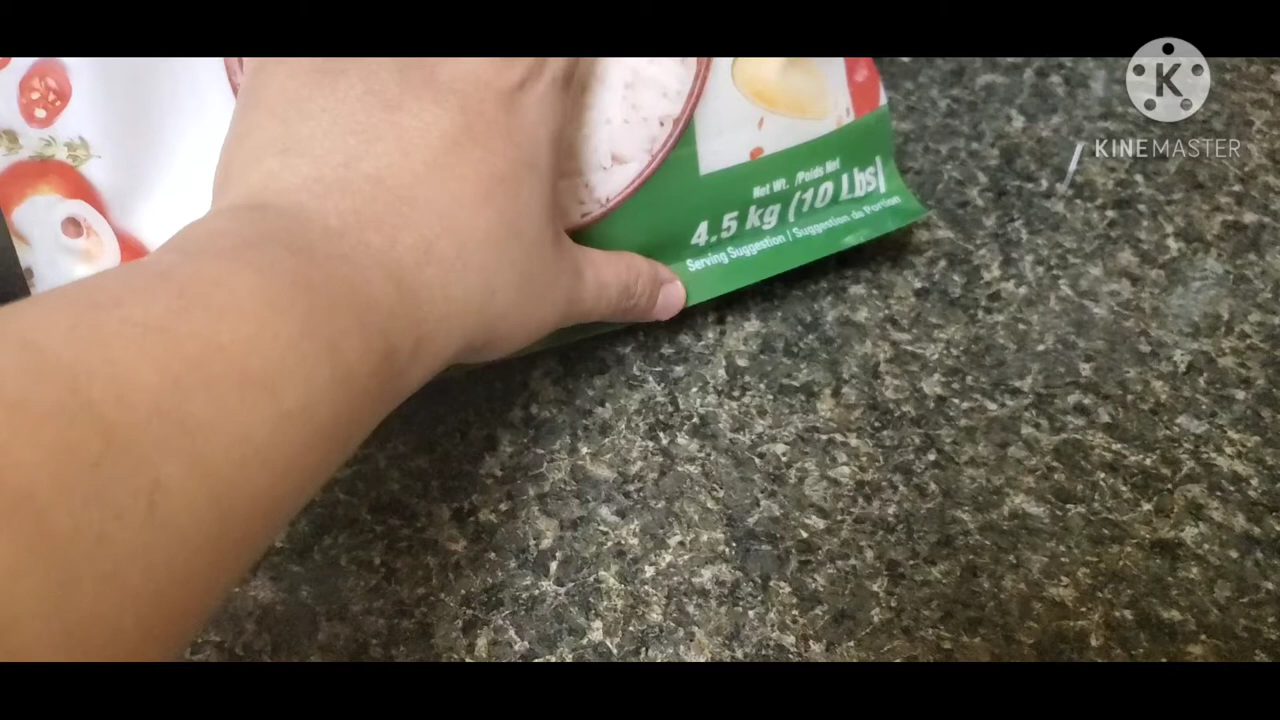 K
KINEMASTER
Net Wt. /Poids Net
4.5 kg (10 Lbs)
Serving Suggestion / Suggestion de Portion